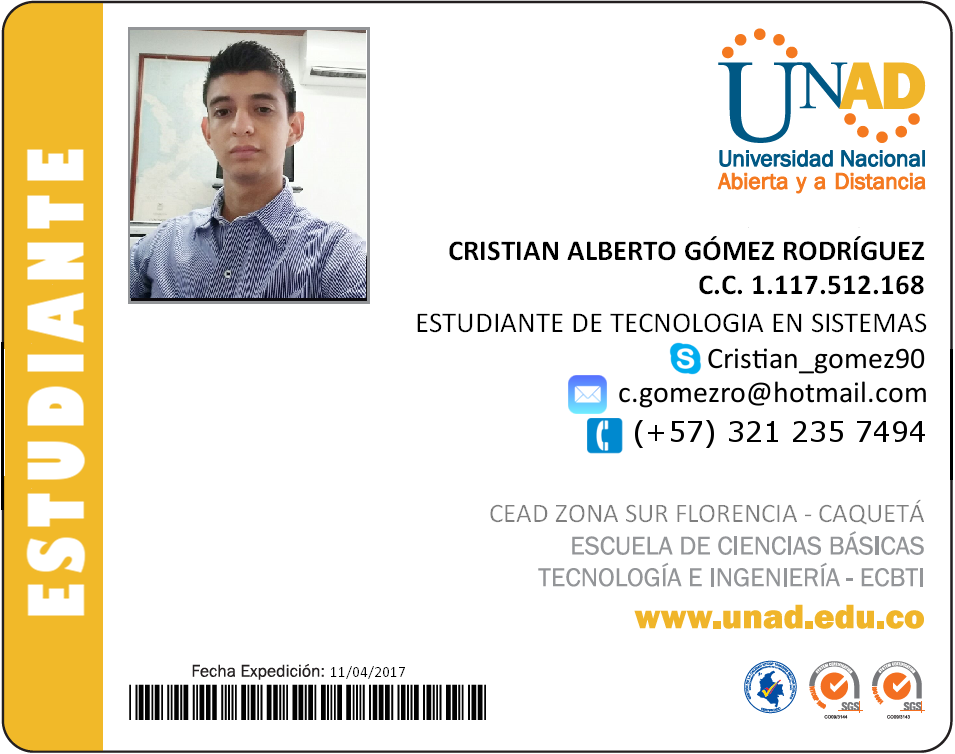 ESTUDIANTE
UNAD
Universidad Nacional
Abierta y a Distancia
CRISTIAN ALBERTO GÓMEZ RODRÍGUEZ
C.C. 1.117.512.168
ESTUDIANTE DE TECNOLOGIA EN SISTEMAS
Cristian_gomez90
c.gomezro@hotmail.com
(+57) 321 235 7494
CEAD ZONA SUR FLORENCIA - CAQUETÁ
ESCUELA DE CIENCIAS BÁSICAS
TECNOLOGÍA E INGENIERÍA - ECBTI
www.unad.edu.co
Fecha Expedición: 11/04/2017
SGS SGS
CO09/3144 CO09/3143